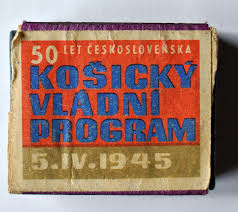 50 LET ČESKOSLOVENSKA
KOŠICKÝ
VLÁDNÍ
PROGRAM
5.IV.1945